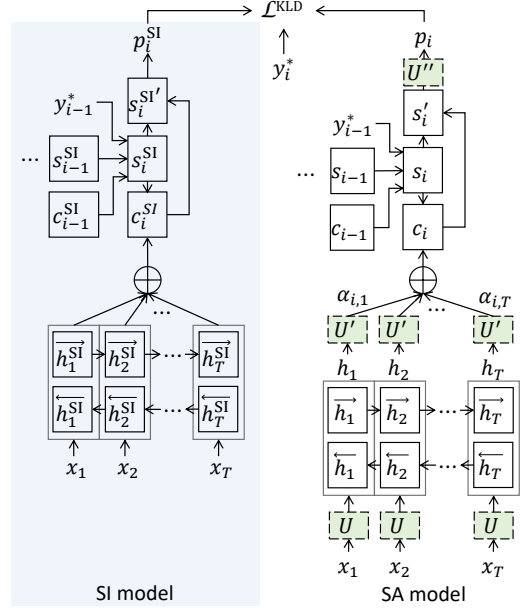 ℒ^KLD
p_i^SI
p_i
y_i^*
U''
s_i^SI'
s_i'
y_{i-1}^*
y_{i-1}^*
... s_{i-1}^SI s_i^SI
... s_{i-1} s_i
c_{i-1}^SI c_i^SI
c_{i-1} c_i
...
α_{i,1} ... α_{i,T}
U' U' U'
h_1 h_2 h_T
→h_1^SI →h_2^SI ... →h_T^SI
←h_1^SI ←h_2^SI ... ←h_T^SI
→h_1 →h_2 ... →h_T
←h_1 ←h_2 ... ←h_T
x_1 x_2 x_T
U U U
x_1 x_2 x_T
SI model
SA model